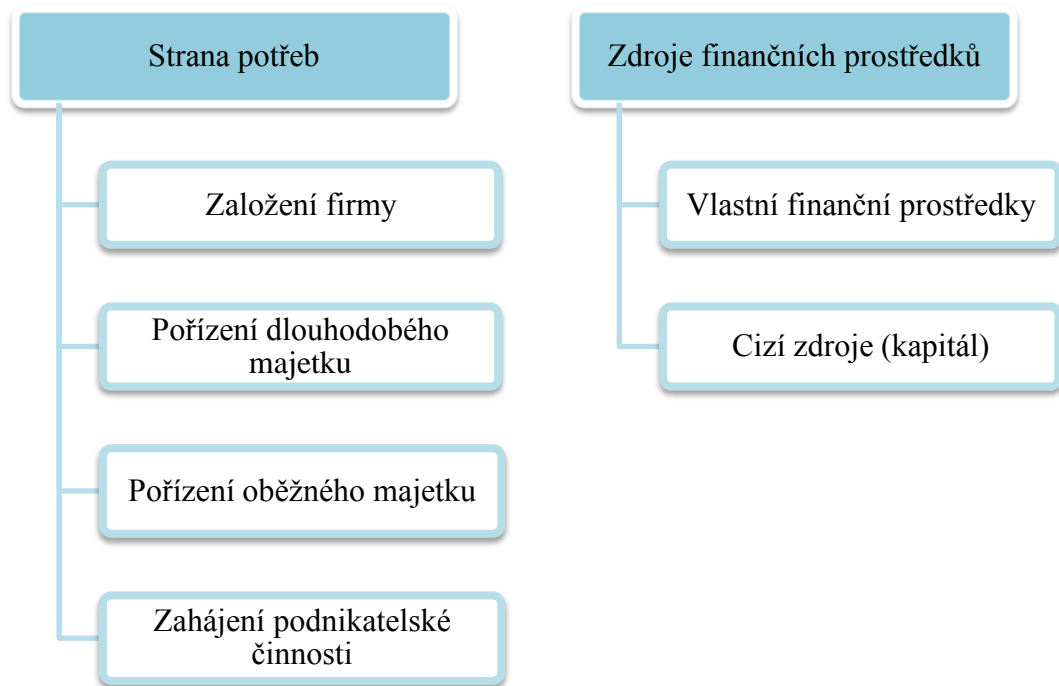 Strana potřeb
Založení firmy
Pořízení dlouhodobého
majetku
Pořízení oběžného majetku
Zahájení podnikatelské
činnosti
Zdroje finančních prostředků
Vlastní finanční prostředky
Cizí zdroje (kapitál)